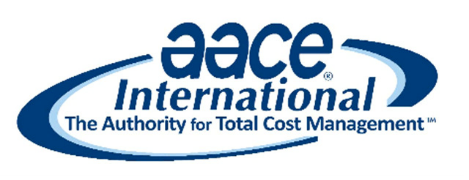 aace®
International
The Authority for Total Cost Management℠